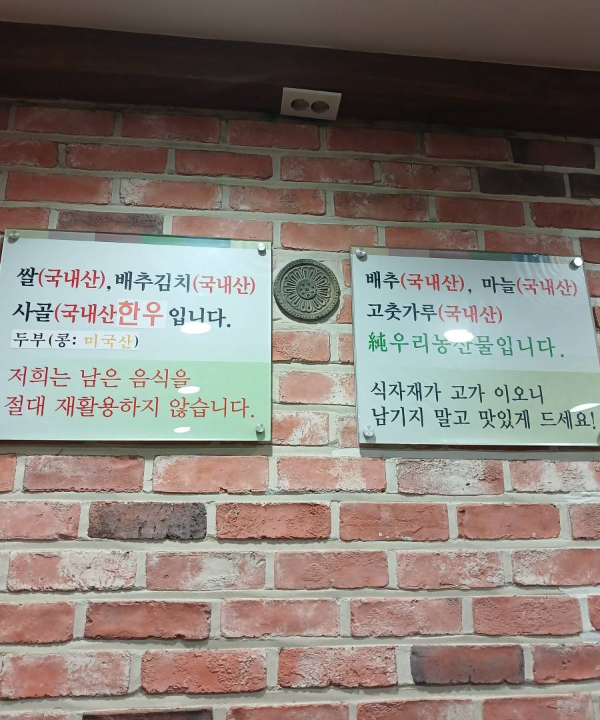 쌀(국내산),배추김치(국내산)
사골(국내산한우입니다.
두부(콩: 미국산)
저희는 남은 음식을
절대 재활용하지 않습니다.
배추(국내산), 마늘(국내산)
고춧가루(국내산)
純우리농산물입니다.
식자재가 고가 이오니
남기지 말고 맛있게 드세요!